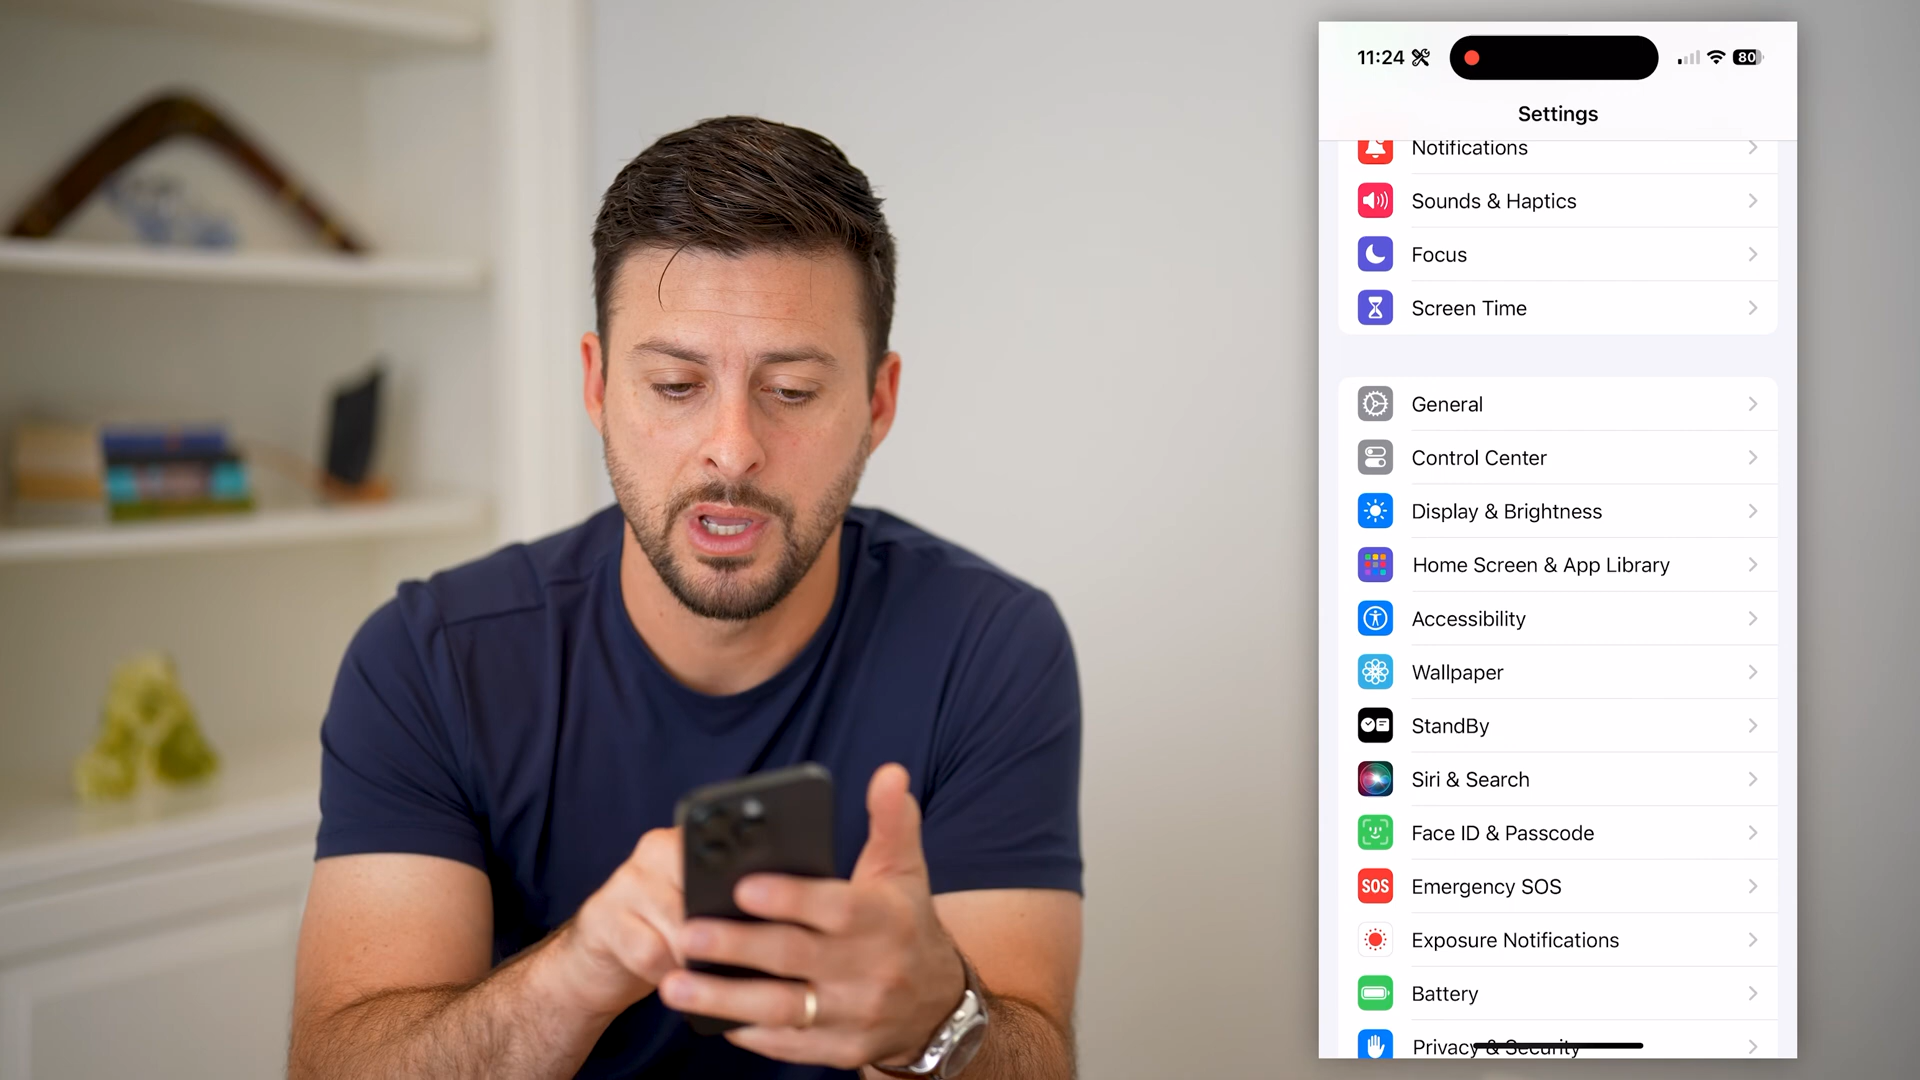 11:24
80
Settings
Notifications
Sounds & Haptics
Focus
Screen Time
General
Control Center
Display & Brightness
Home Screen & App Library
Accessibility
Wallpaper
StandBy
Siri & Search
Face ID & Passcode
SOS Emergency SOS
Exposure Notifications
Battery
Privacy & Security